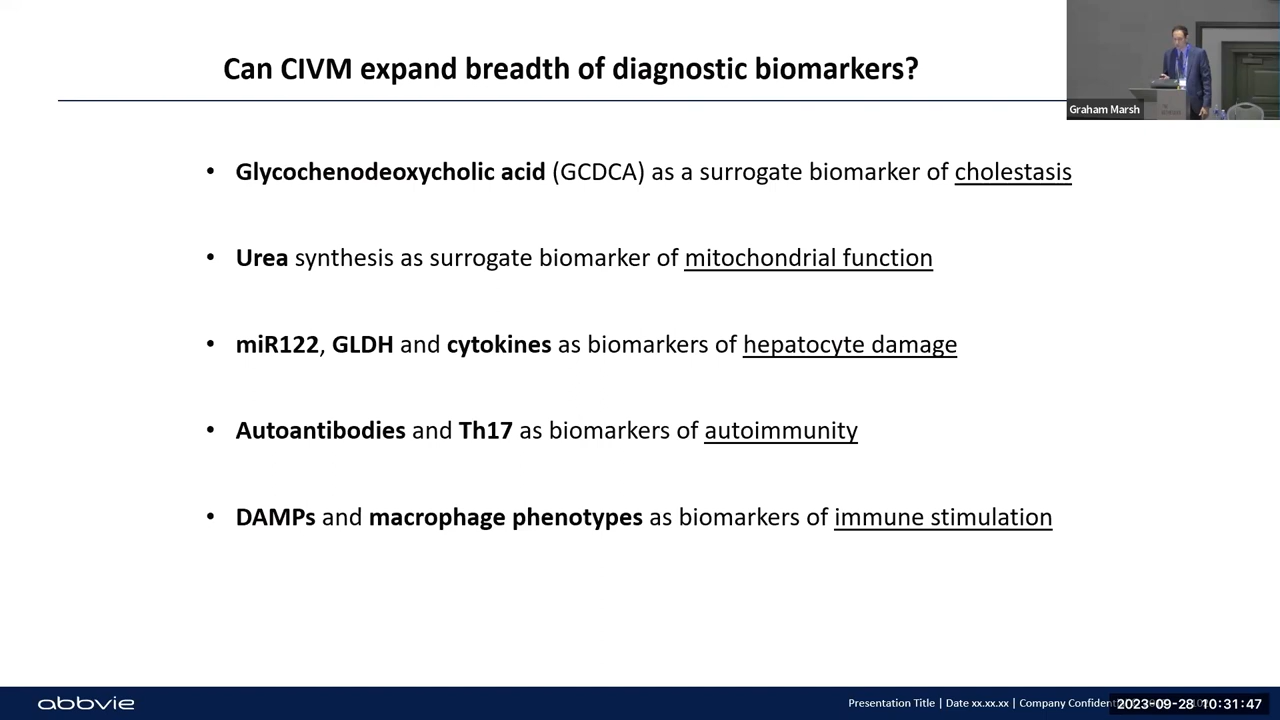 Can CIVM expand breadth of diagnostic biomarkers?
Graham Marsh
• Glycochenodeoxycholic acid (GCDCA) as a surrogate biomarker of cholestasis
• Urea synthesis as surrogate biomarker of mitochondrial function
• miR122, GLDH and cytokines as biomarkers of hepatocyte damage
• Autoantibodies and Th17 as biomarkers of autoimmunity
• DAMPs and macrophage phenotypes as biomarkers of immune stimulation
abbvie
Presentation Title | Date xx.xx.xx | Company
2023-09-28 10:31:47